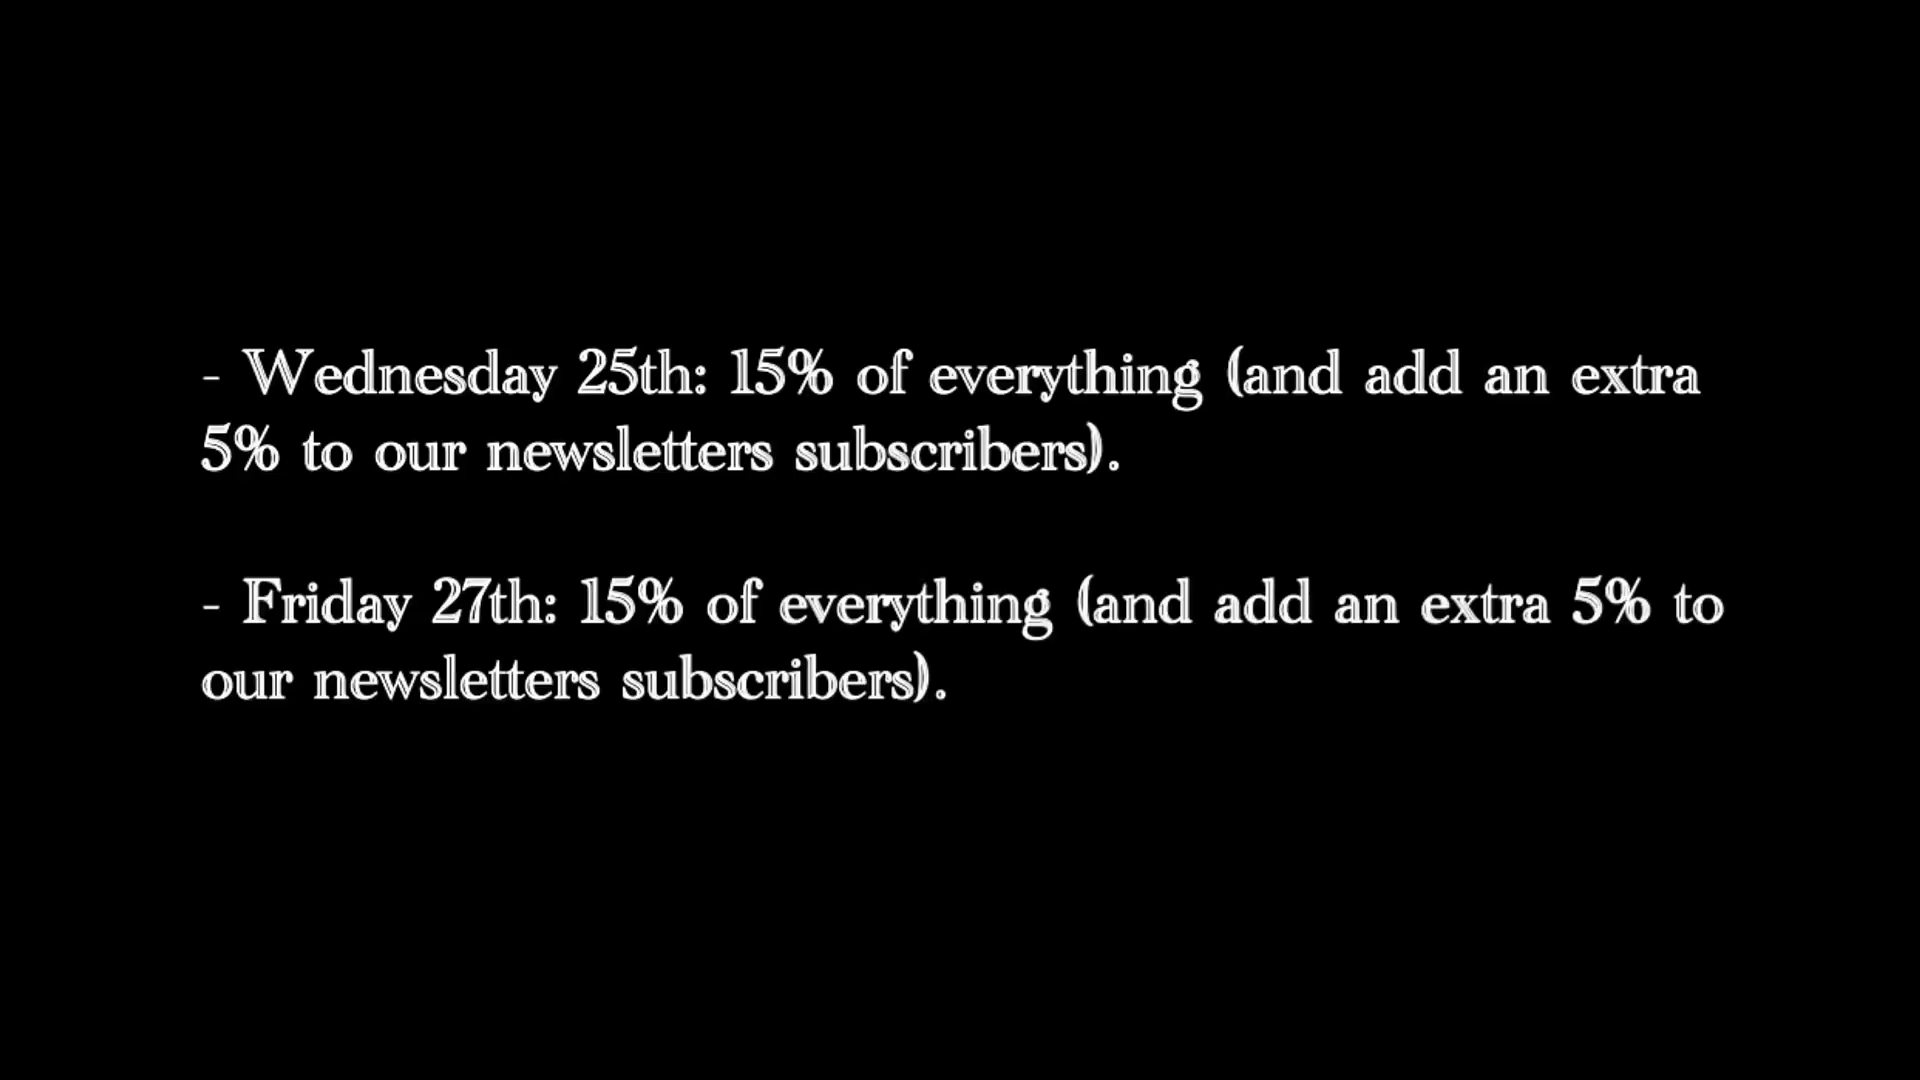 - Wednesday 25th: 15% of everything (and add an extra
5% to our newsletters subscribers).
- Friday 27th: 15% of everything (and add an extra 5% to
our newsletters subscribers).